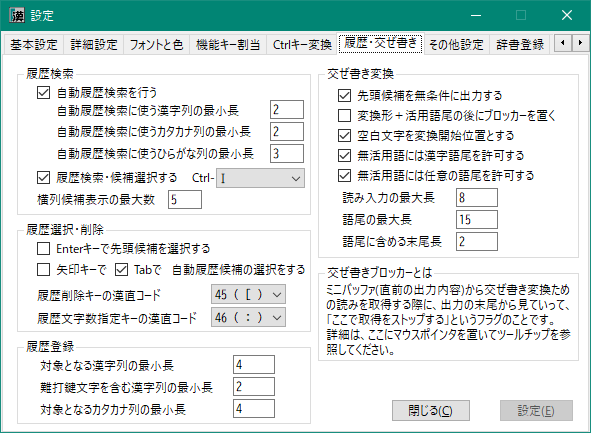 漢 設定
基本設定 詳細設定 フォントと色 機能キー割当 Ctrlキー変換 履歴・交ぜ書き その他設定 辞書登録
履歴検索
自動履歴検索を行う
自動履歴検索に使う漢字列の最小長 2
自動履歴検索に使うカタカナ列の最小長 2
自動履歴検索に使うひらがな列の最小長 3
履歴検索・候補選択する Ctrl- I
横列候補表示の最大数 5
履歴選択・削除
Enterキーで先頭候補を選択する
矢印キーで Tabで 自動履歴候補の選択をする
履歴削除キーの漢直コード 45 ( [ )
履歴文字数指定キーの漢直コード 46 ( : )
履歴登録
対象となる漢字列の最小長 4
難打鍵文字を含む漢字列の最小長 2
対象となるカタカナ列の最小長 4
交ぜ書き変換
先頭候補を無条件に出力する
変換形+活用語尾の後にブロッカーを置く
空白文字を変換開始位置とする
無活用語には漢字語尾を許可する
無活用語には任意の語尾を許可する
読み入力の最大長 8
語尾の最大長 15
語尾に含める末尾長 2
交ぜ書きブロッカーとは
ミニバッファ(直前の出力内容)から交ぜ書き変換ため
の読みを取得する際に、出力の末尾から見ていって、
「ここで取得をストップする」というフラグのことです。
詳細は、ここにマウスポインタを置いてツールチップを参
照してください。
閉じる(C) 設定(E)